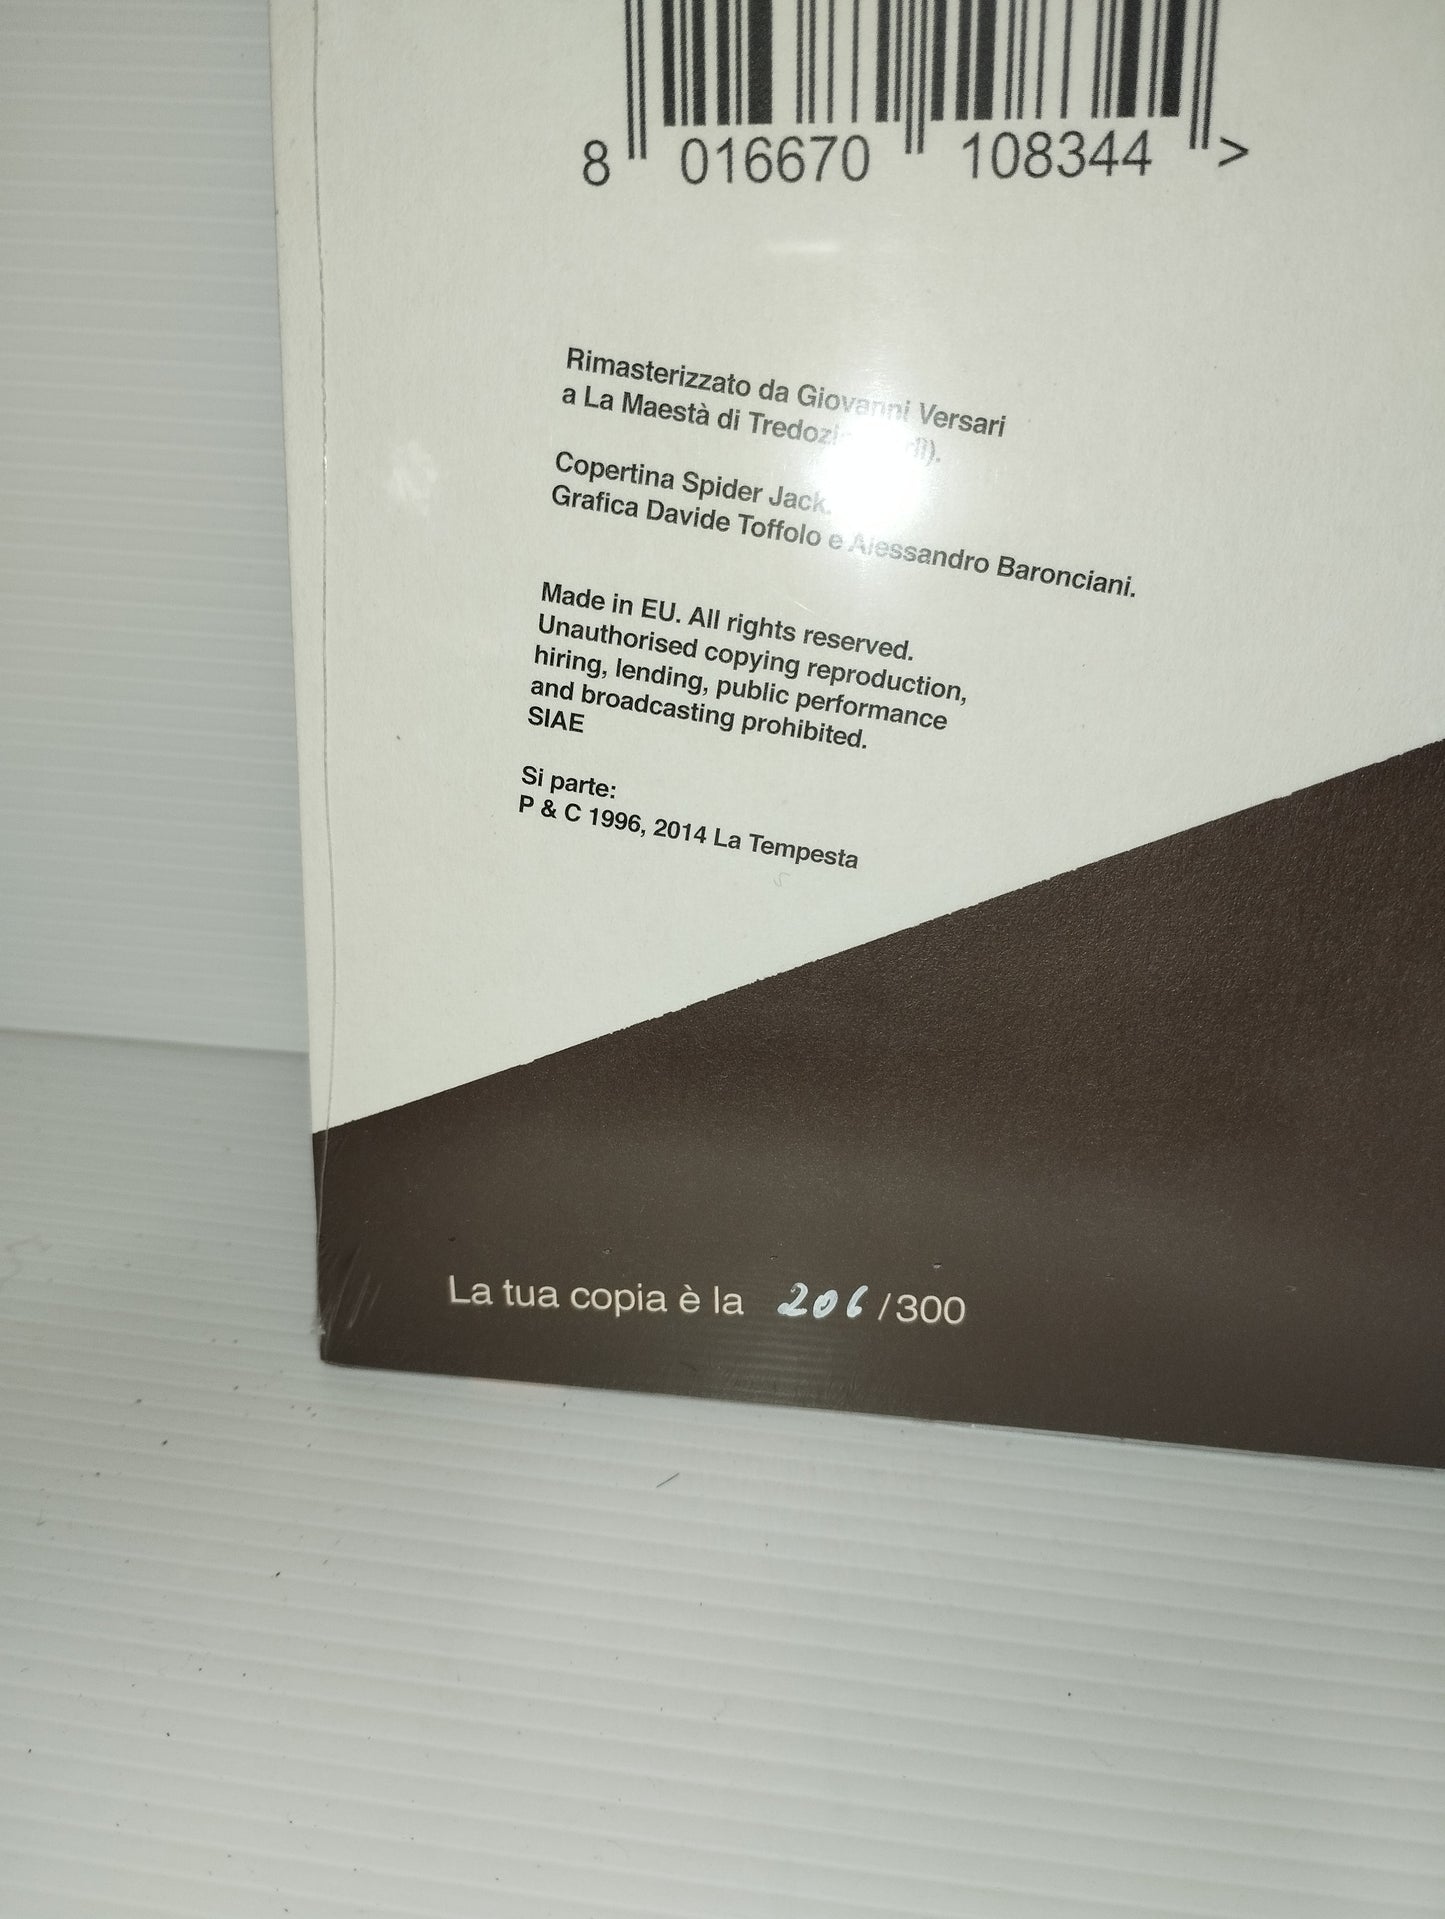 8 016670 108344 >
Rimasterizzato da Giovanni Versari
a La Maestà di
Copertina Spider Jack.
Grafica Davide Toffolo e Alessandro Baronciani.
Made in EU. All rights reserved.
Unauthorised copying reproduction,
hiring, lending, public performance
and broadcasting prohibited.
SIAE
Si parte:
P & C 1996, 2014 La Tempesta
La tua copia è la 206 /300